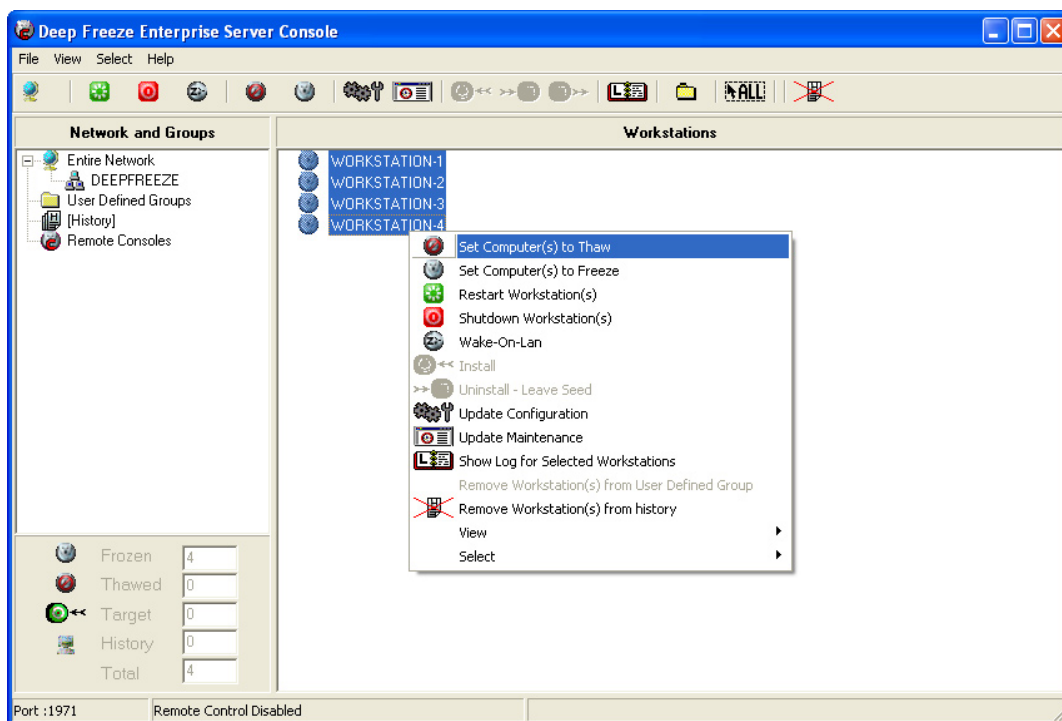 Deep Freeze Enterprise Server Console
File View Select Help
ALL
Network and Groups
Workstations
Entire Network
DEEPFREEZE
User Defined Groups
[History]
Remote Consoles
WORKSTATION-1
WORKSTATION-2
WORKSTATION-3
WORKSTATION-4
Set Computer(s) to Thaw
Set Computer(s) to Freeze
Restart Workstation(s)
Shutdown Workstation(s)
Wake-On-Lan
Install
Uninstall - Leave Seed
Update Configuration
Update Maintenance
Show Log for Selected Workstations
Remove Workstation(s) from User Defined Group
Remove Workstation(s) from history
View
Select
Frozen 4
Thawed 0
Target 0
History 0
Total 4
Port :1971 Remote Control Disabled